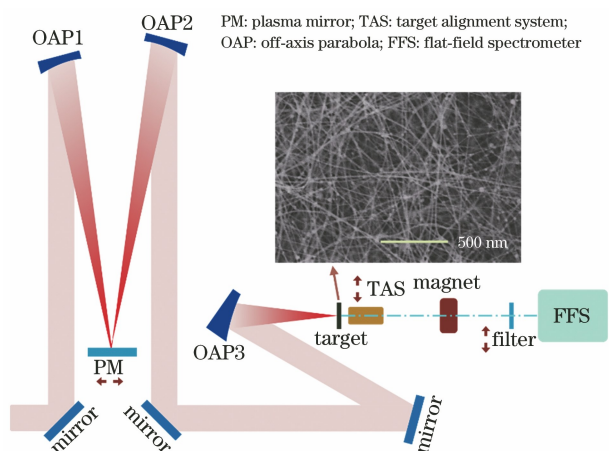 PM: plasma mirror; TAS: target alignment system;
OAP: off-axis parabola; FFS: flat-field spectrometer
OAP1
OAP2
500 nm
TAS
magnet
FFS
target
filter
OAP3
PM
mirror
mirror
mirror